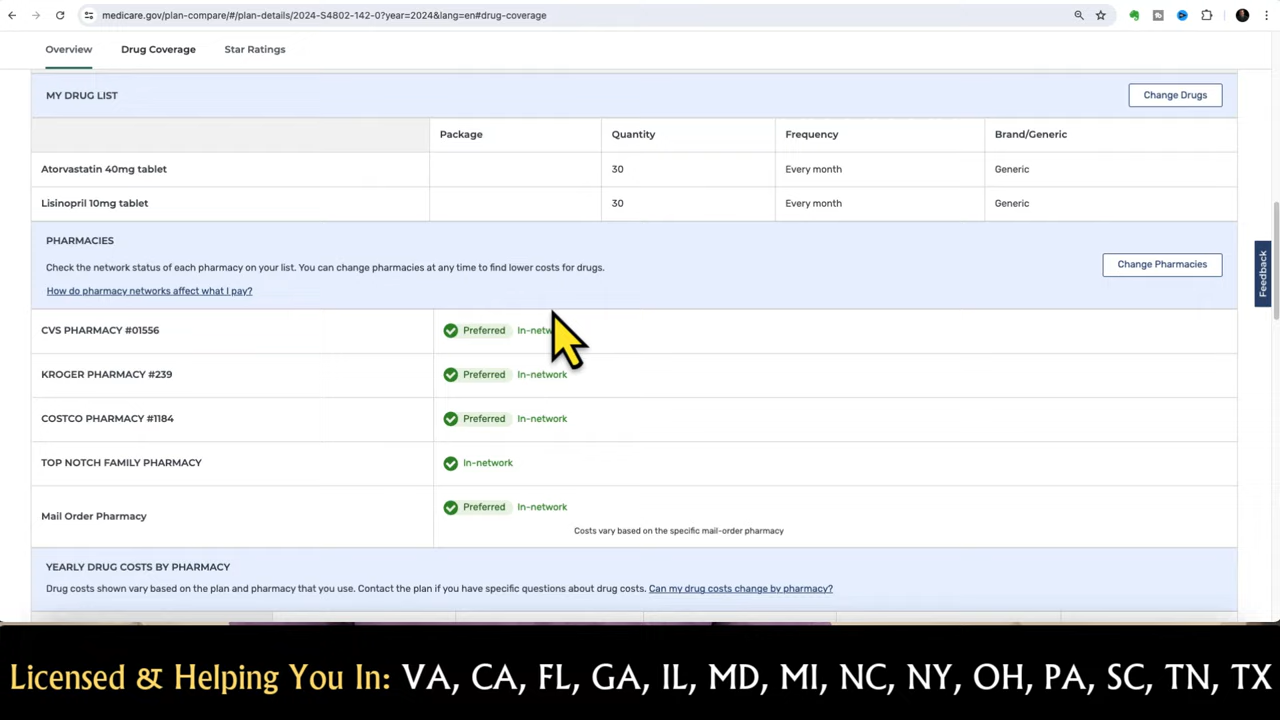 medicare.gov/plan-compare/#/plan-details/2024-S4802-142-0?year=2024&lang=en#drug-coverage
Overview Drug Coverage Star Ratings
MY DRUG LIST Change Drugs
Package Quantity Frequency Brand/Generic
Atorvastatin 40mg tablet 30 Every month Generic
Lisinopril 10mg tablet 30 Every month Generic
PHARMACIES
Check the network status of each pharmacy on your list. You can change pharmacies at any time to find lower costs for drugs. Change Pharmacies
How do pharmacy networks affect what I pay?
Feedback
CVS PHARMACY #01556 Preferred
KROGER PHARMACY #239 Preferred In-network
COSTCO PHARMACY #1184 Preferred In-network
TOP NOTCH FAMILY PHARMACY In-network
Mail Order Pharmacy Preferred In-network
Costs vary based on the specific mail-order pharmacy
YEARLY DRUG COSTS BY PHARMACY
Drug costs shown vary based on the plan and pharmacy that you use. Contact the plan if you have specific questions about drug costs. Can my drug costs change by pharmacy?
Licensed & Helping You In: VA, CA, FL, GA, IL, MD, MI, NC, NY, OH, PA, SC, TN, TX